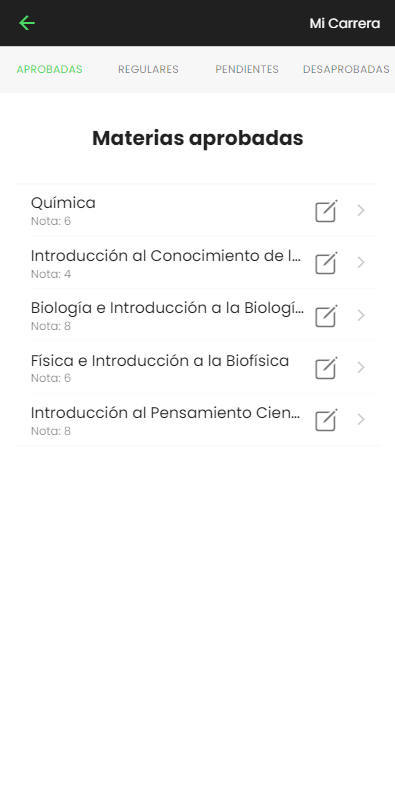 Mi Carrera
APROBADAS REGULARES PENDIENTES DESAPROBADAS
Materias aprobadas
Química
Nota: 6
Introducción al Conocimiento de l...
Nota: 4
Biología e Introducción a la Biologí...
Nota: 8
Física e Introducción a la Biofísica
Nota: 6
Introducción al Pensamiento Cien...
Nota: 8